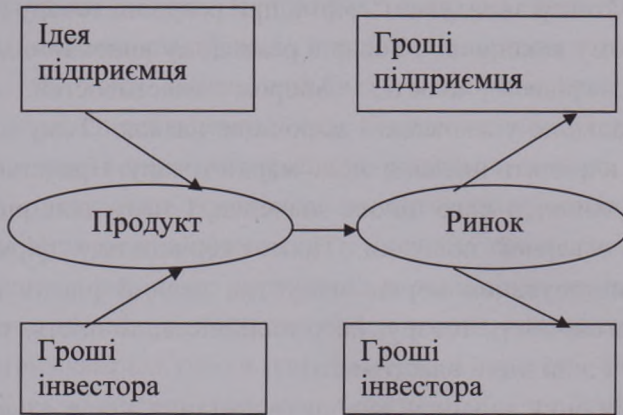 Ідея
підприємця
Гроші
підприємця
Продукт
Ринок
Гроші
інвестора
Гроші
інвестора